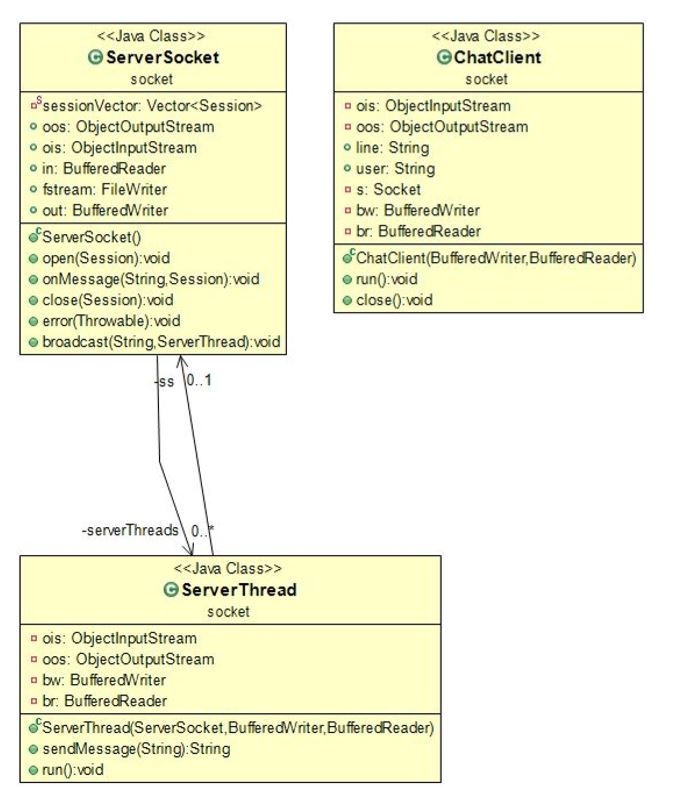 <<Java Class>>
ServerSocket
socket
sessionVector: Vector<Session>
oos: ObjectOutputStream
ois: ObjectInputStream
in: BufferedReader
fstream: FileWriter
out: BufferedWriter
ServerSocket()
open(Session):void
onMessage(String,Session):void
close(Session):void
error(Throwable):void
broadcast(String,ServerThread):void
<<Java Class>>
ChatClient
socket
ois: ObjectInputStream
oos: ObjectOutputStream
line: String
user: String
s: Socket
bw: BufferedWriter
br: BufferedReader
ChatClient(BufferedWriter,BufferedReader)
run():void
close():void
-ss 0..1
-serverThreads 0..*
<<Java Class>>
ServerThread
socket
ois: ObjectInputStream
oos: ObjectOutputStream
bw: BufferedWriter
br: BufferedReader
ServerThread(ServerSocket,BufferedWriter,BufferedReader)
sendMessage(String):String
run():void